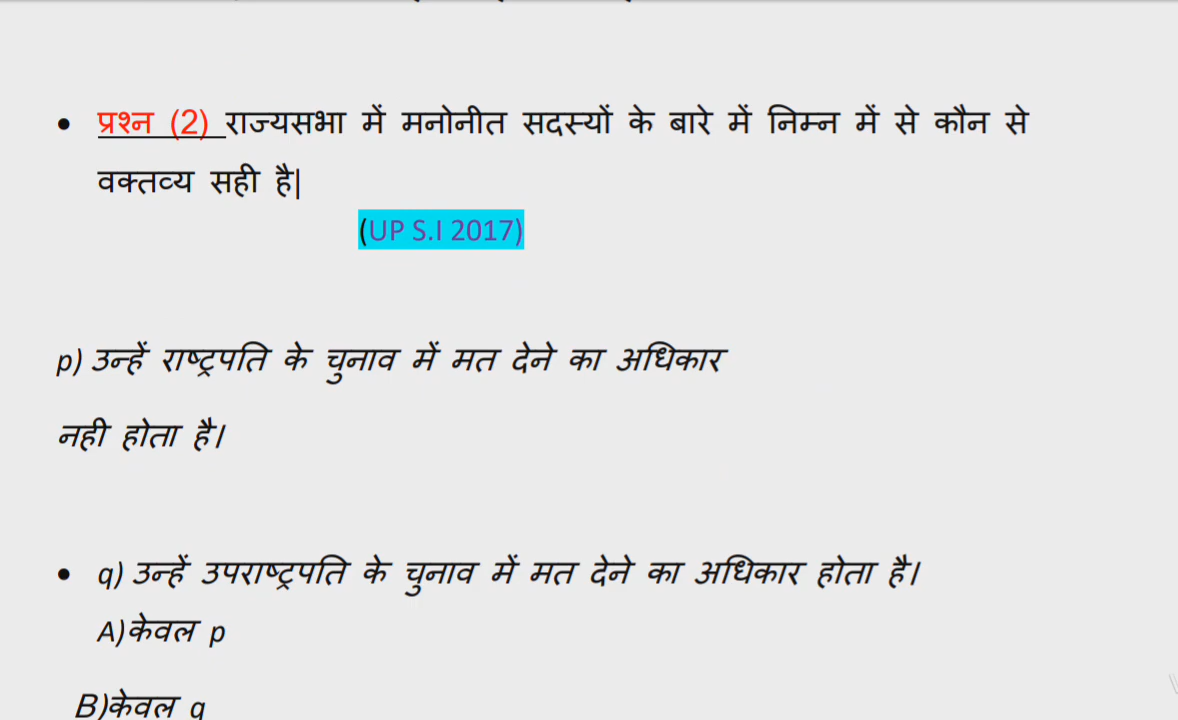 • प्रश्न (2) राज्यसभा में मनोनीत सदस्यों के बारे में निम्न में से कौन से
वक्तव्य सही है|
(UP S.I 2017)
p) उन्हें राष्ट्रपति के चुनाव में मत देने का अधिकार
नही होता है।
• q) उन्हें उपराष्ट्रपति के चुनाव में मत देने का अधिकार होता है।
A)केवल p
B)केवल q